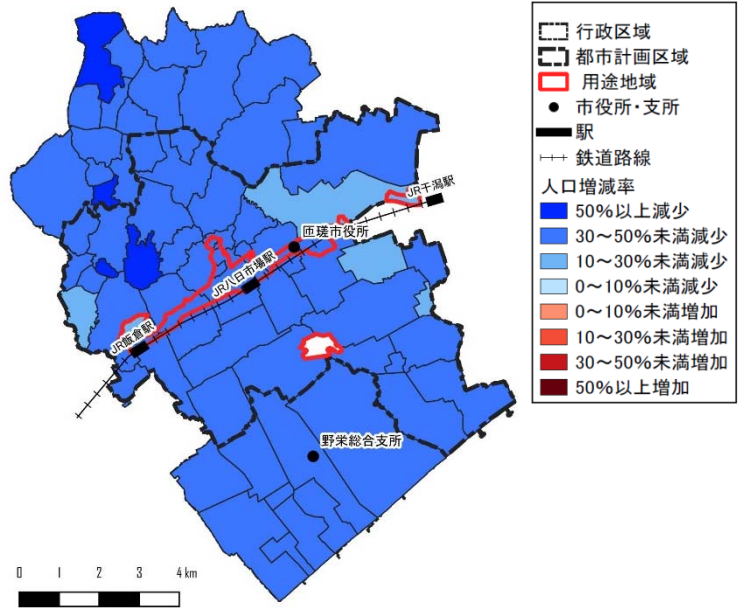 行政区域
都市計画区域
用途地域
市役所・支所
駅
鉄道路線
人口増減率
50%以上減少
30~50%未満減少
10~30%未満減少
0~10%未満減少
0~10%未満増加
10~30%未満増加
30~50%未満増加
50%以上増加
JR干潟駅
匝瑳市役所
JR八日市場駅
JR飯倉駅
野栄総合支所
0 1 2 3 4 km